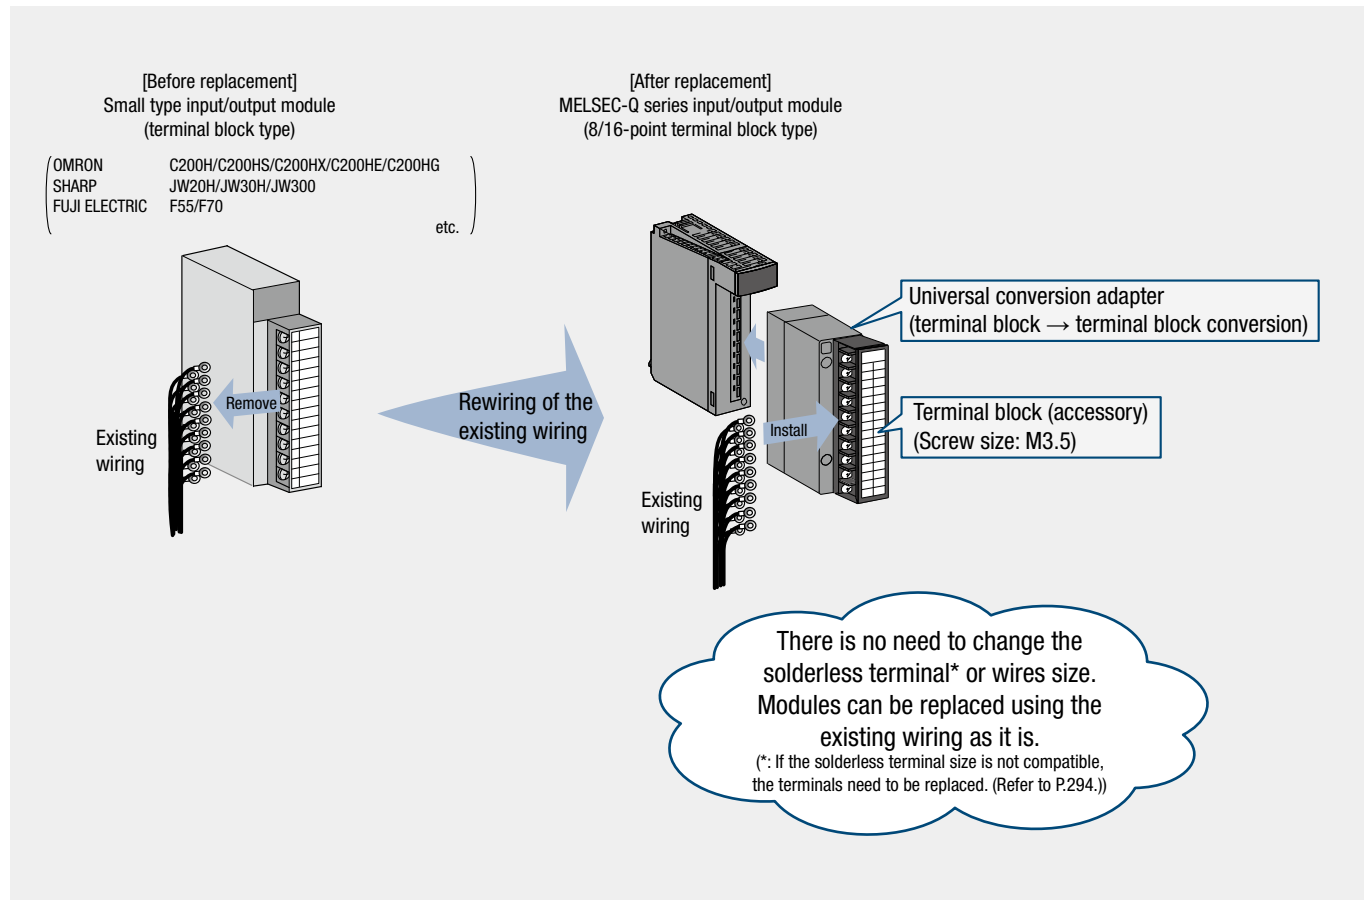 [Before replacement]
Small type input/output module
(terminal block type)
OMRON C200H/C200HS/C200HX/C200HE/C200HG
SHARP JW20H/JW30H/JW300
FUJI ELECTRIC F55/F70
etc.
Remove
Existing
wiring
Rewiring of the
existing wiring
[After replacement]
MELSEC-Q series input/output module
(8/16-point terminal block type)
Universal conversion adapter
(terminal block → terminal block conversion)
Terminal block (accessory)
(Screw size: M3.5)
Install
Existing
wiring
There is no need to change the
solderless terminal* or wires size.
Modules can be replaced using the
existing wiring as it is.
(*: If the solderless terminal size is not compatible,
the terminals need to be replaced. (Refer to P.294.))